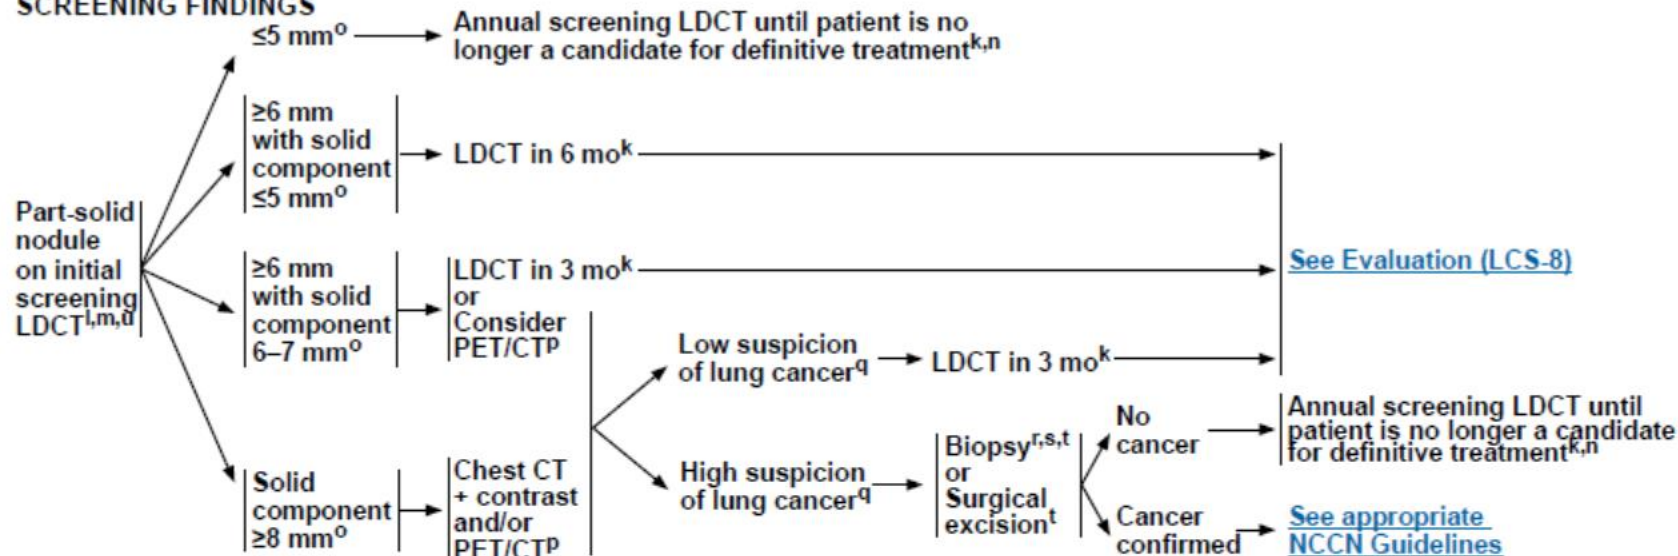 SCREENING FINDINGS
≤5 mmᵒ
Annual screening LDCT until patient is no
longer a candidate for definitive treatmentᵏ,ⁿ
≥6 mm
with solid
component
≤5 mmᵒ
LDCT in 6 moᵏ
Part-solid
nodule
on initial
screening
LDCTˡ,ᵐ,ᵘ
≥6 mm
with solid
component
6–7 mmᵒ
LDCT in 3 moᵏ
or
Consider
PET/CTᵖ
See Evaluation (LCS-8)
Low suspicion
of lung cancerq
LDCT in 3 moᵏ
Solid
component
≥8 mmᵒ
Chest CT
+ contrast
and/or
PET/CTᵖ
High suspicion
of lung cancerq
Biopsyʳ,ˢ,ᵗ
or
Surgical
excisionᵗ
No
cancer
Annual screening LDCT until
patient is no longer a candidate
for definitive treatmentᵏ,ⁿ
Cancer
confirmed
See appropriate
NCCN Guidelines